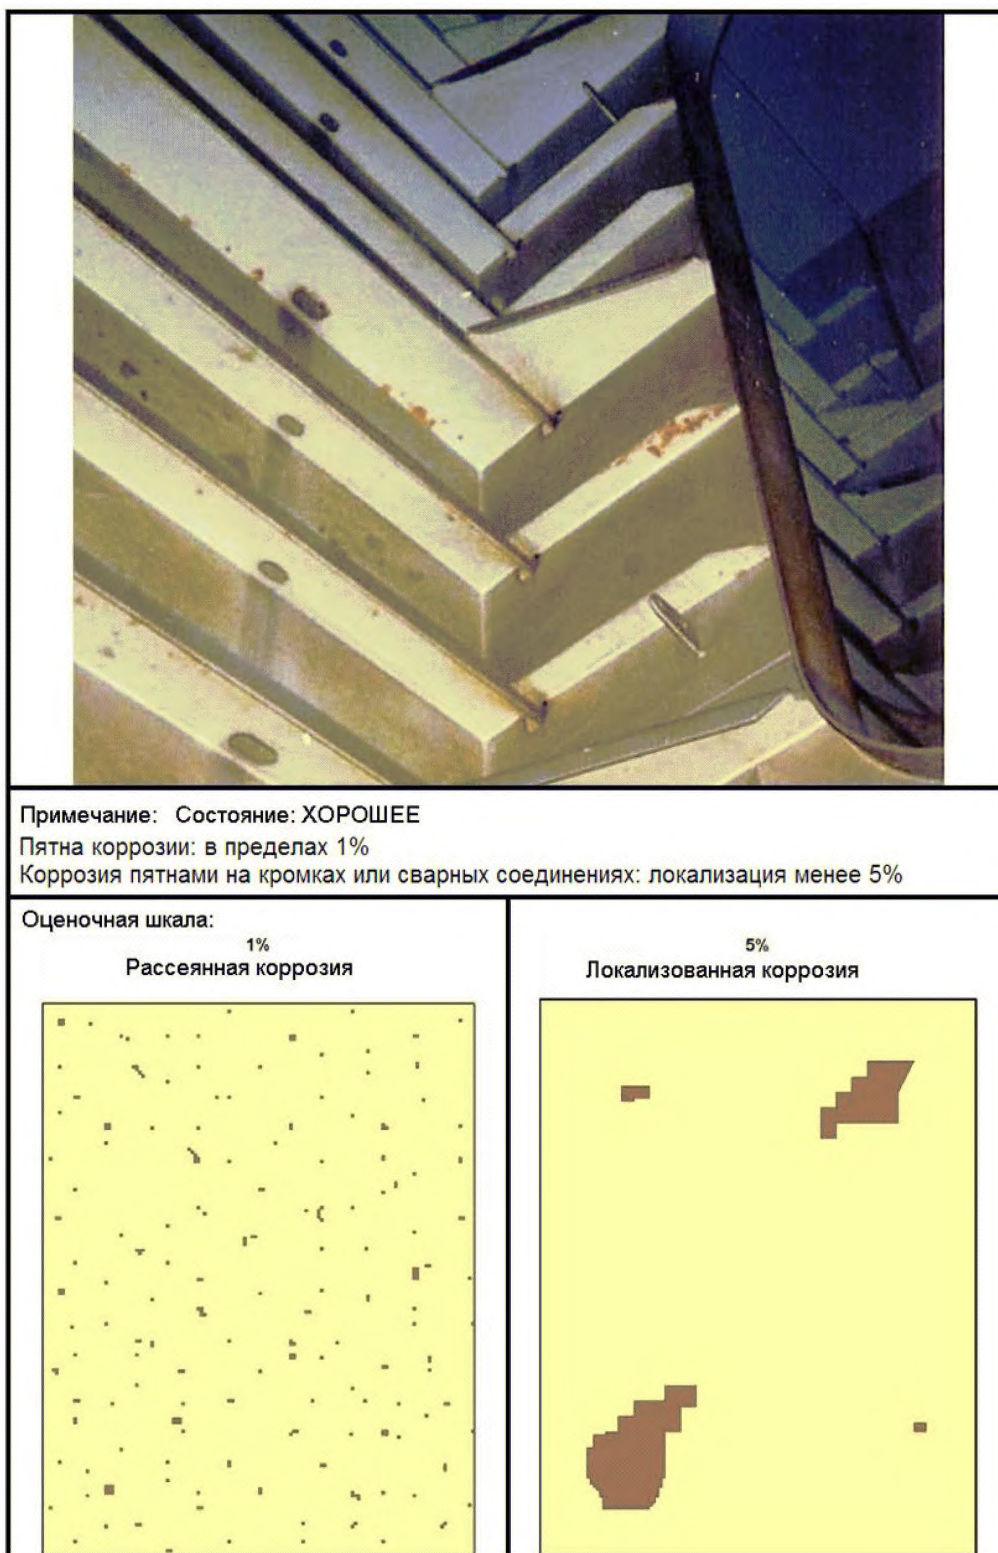 Примечание: Состояние: ХОРОШЕЕ
Пятна коррозии: в пределах 1%
Коррозия пятнами на кромках или сварных соединениях: локализация менее 5%
Оценочная шкала:
1%
Рассеянная коррозия
5%
Локализованная коррозия